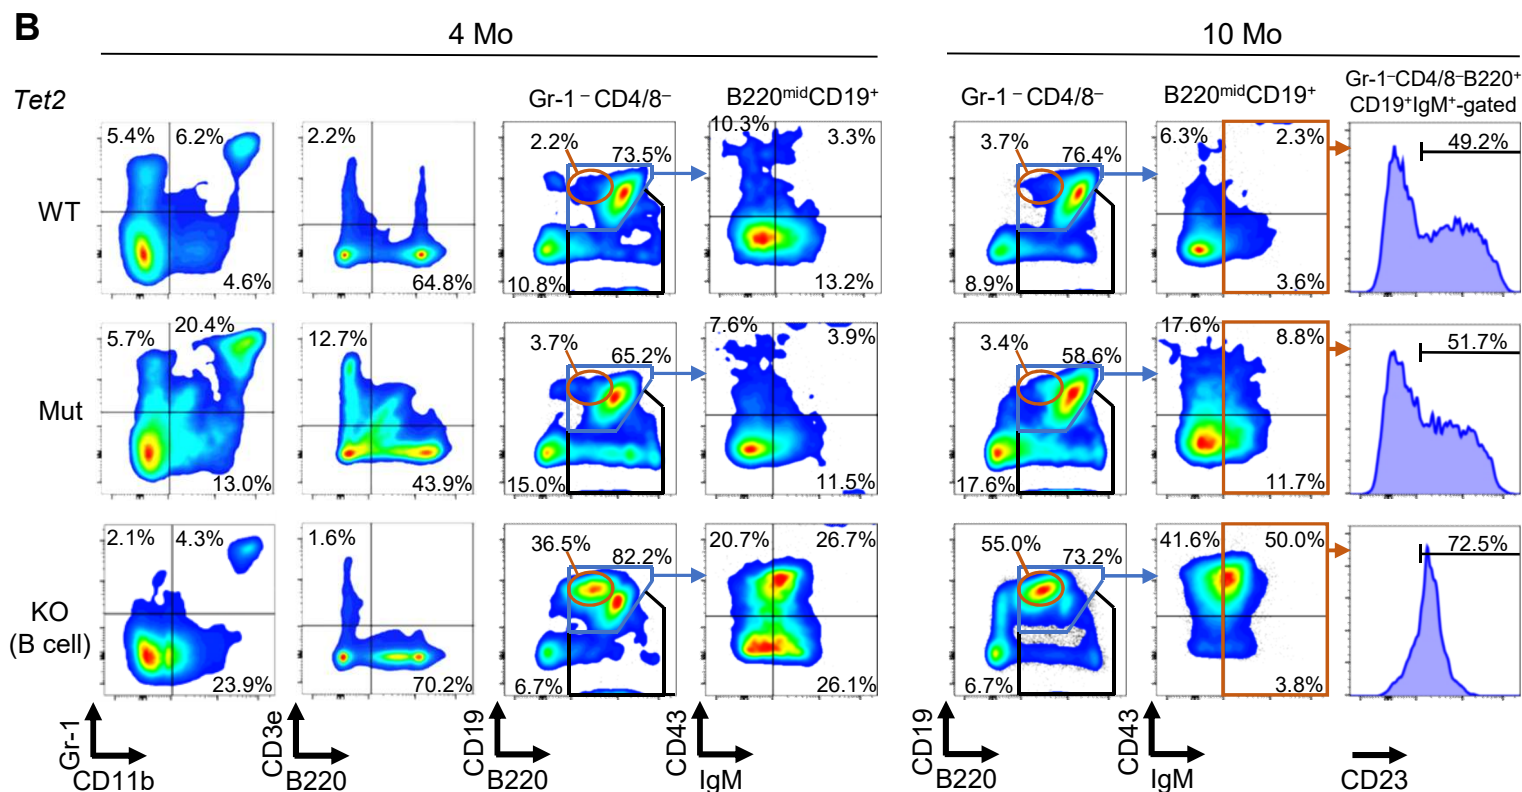 B
4 Mo
10 Mo
Tet2
Gr-1⁻CD4/8⁻
B220ᵐⁱᵈCD19⁺
Gr-1⁻CD4/8⁻
B220ᵐⁱᵈCD19⁺
Gr-1⁻CD4/8⁻B220⁺
CD19⁺IgM⁺-gated
WT
5.4%
6.2%
4.6%
2.2%
64.8%
2.2%
73.5%
10.8%
10.3%
3.3%
13.2%
3.7%
76.4%
8.9%
6.3%
2.3%
3.6%
49.2%
Mut
5.7%
20.4%
13.0%
12.7%
43.9%
3.7%
65.2%
15.0%
7.6%
3.9%
11.5%
3.4%
58.6%
17.6%
17.6%
8.8%
11.7%
51.7%
KO
(B cell)
2.1%
4.3%
23.9%
1.6%
70.2%
36.5%
82.2%
6.7%
20.7%
26.7%
26.1%
55.0%
73.2%
6.7%
41.6%
50.0%
3.8%
72.5%
Gr-1
CD11b
CD3e
B220
CD19
B220
CD43
IgM
CD19
B220
CD43
IgM
CD23